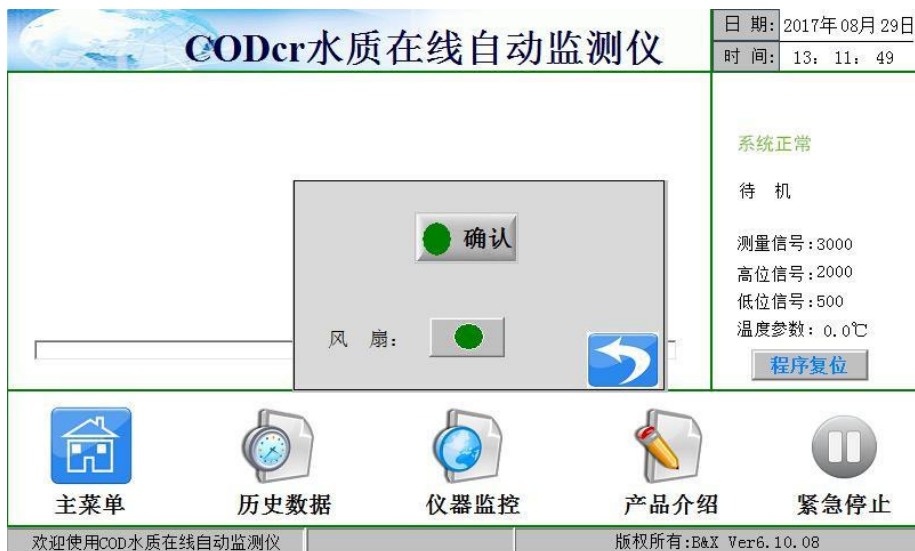 CODcr水质在线自动监测仪
日 期: 2017年08月29日
时 间: 13: 11: 49
系统正常
待 机
测量信号:3000
高位信号:2000
低位信号:500
温度参数: 0.0℃
程序复位
确认
风 扇:
主菜单 历史数据 仪器监控 产品介绍 紧急停止
欢迎使用COD水质在线自动监测仪 版权所有:B&X Ver6.10.08